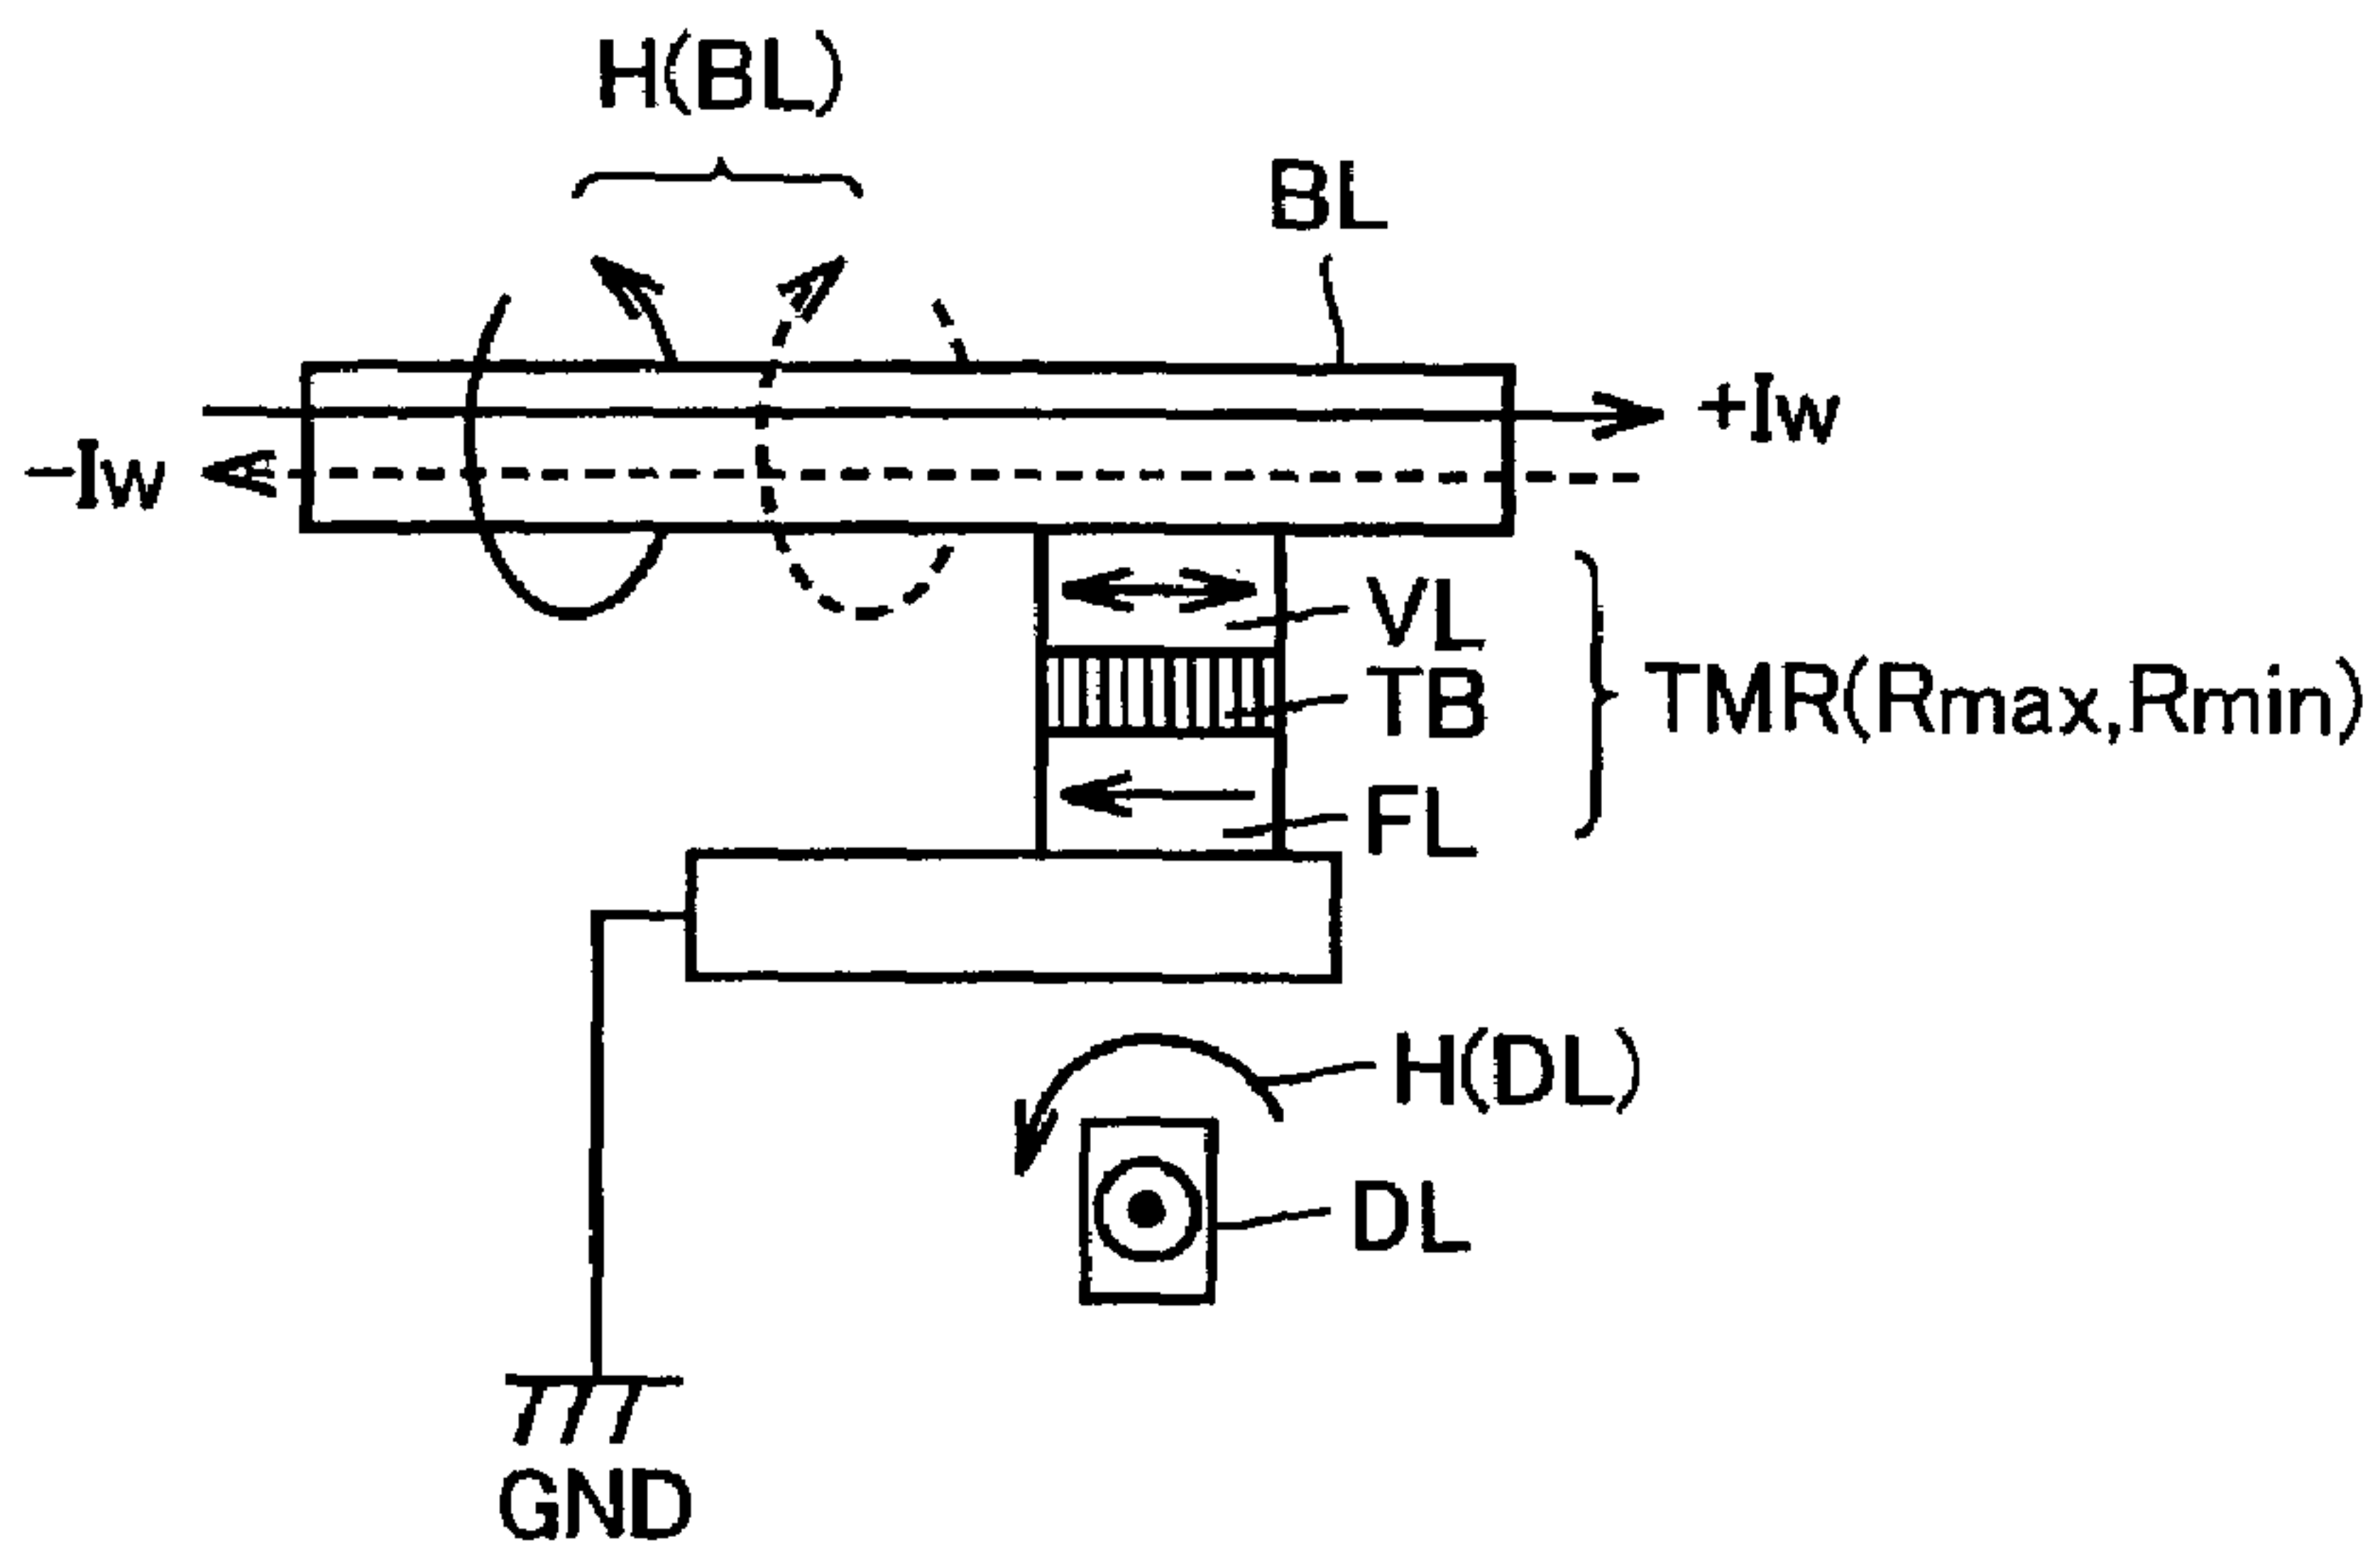 H(BL)
BL
+Iw
−Iw
VL
TB
TMR(Rmax,Rmin)
FL
H(DL)
DL
GND